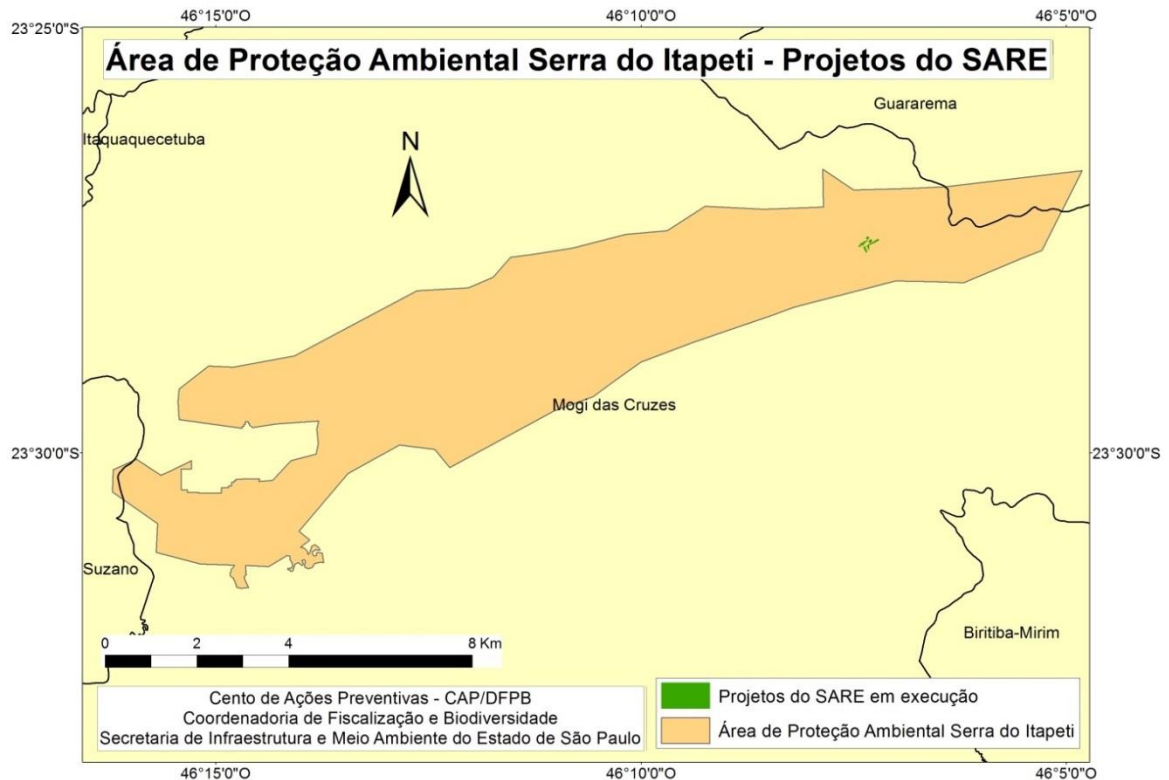 46°15'0"O 46°10'0"O 46°5'0"O
23°25'0"S
Área de Proteção Ambiental Serra do Itapeti - Projetos do SARE
Guararema
Itaquaquecetuba
N
Mogi das Cruzes
23°30'0"S 23°30'0"S
Suzano
Biritiba-Mirim
0 2 4 8 Km
Cento de Ações Preventivas - CAP/DFPB
Coordenadoria de Fiscalização e Biodiversidade
Secretaria de Infraestrutura e Meio Ambiente do Estado de São Paulo
Projetos do SARE em execução
Área de Proteção Ambiental Serra do Itapeti
46°15'0"O 46°10'0"O 46°5'0"O